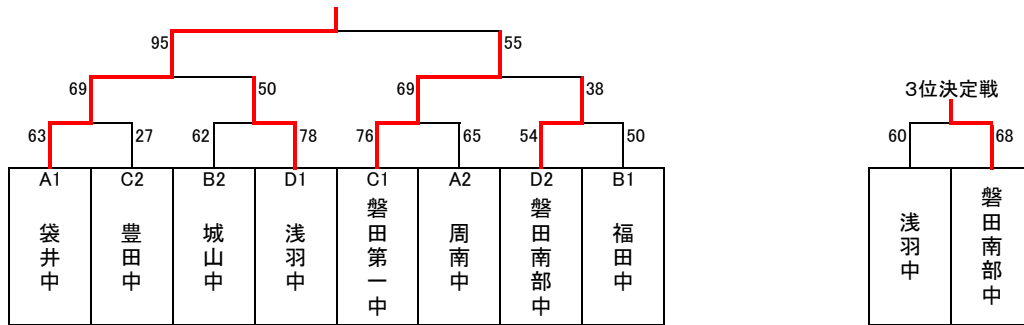 95 55
69 50 69 38
３位決定戦
63 27 62 78 76 65 54 50 60 68
A1 C2 B2 D1 C1 A2 D2 B1
袋井中
豊田中
城山中
浅羽中
磐田第一中
周南中
磐田南部中
福田中
浅羽中
磐田南部中